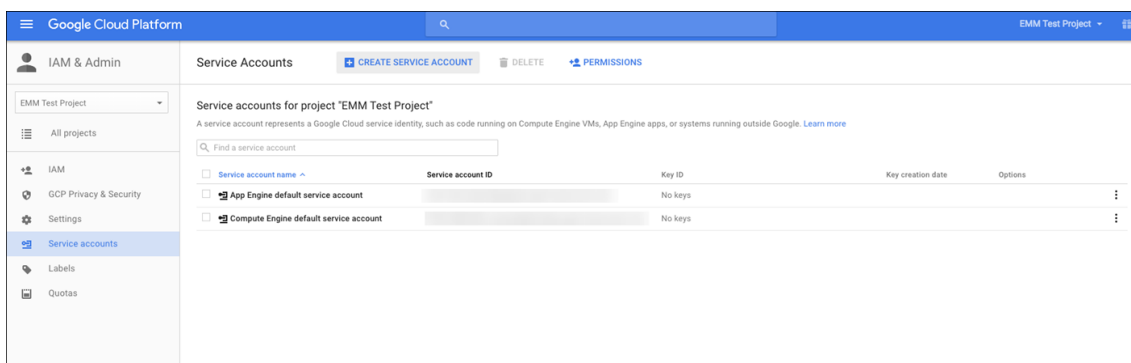 Google Cloud Platform
EMM Test Project
IAM & Admin
Service Accounts
CREATE SERVICE ACCOUNT
DELETE
PERMISSIONS
EMM Test Project
All projects
IAM
GCP Privacy & Security
Settings
Service accounts
Labels
Quotas
Service accounts for project "EMM Test Project"
A service account represents a Google Cloud service identity, such as code running on Compute Engine VMs, App Engine apps, or systems running outside Google. Learn more
Find a service account
Service account name Service account ID Key ID Key creation date Options
App Engine default service account No keys
Compute Engine default service account No keys